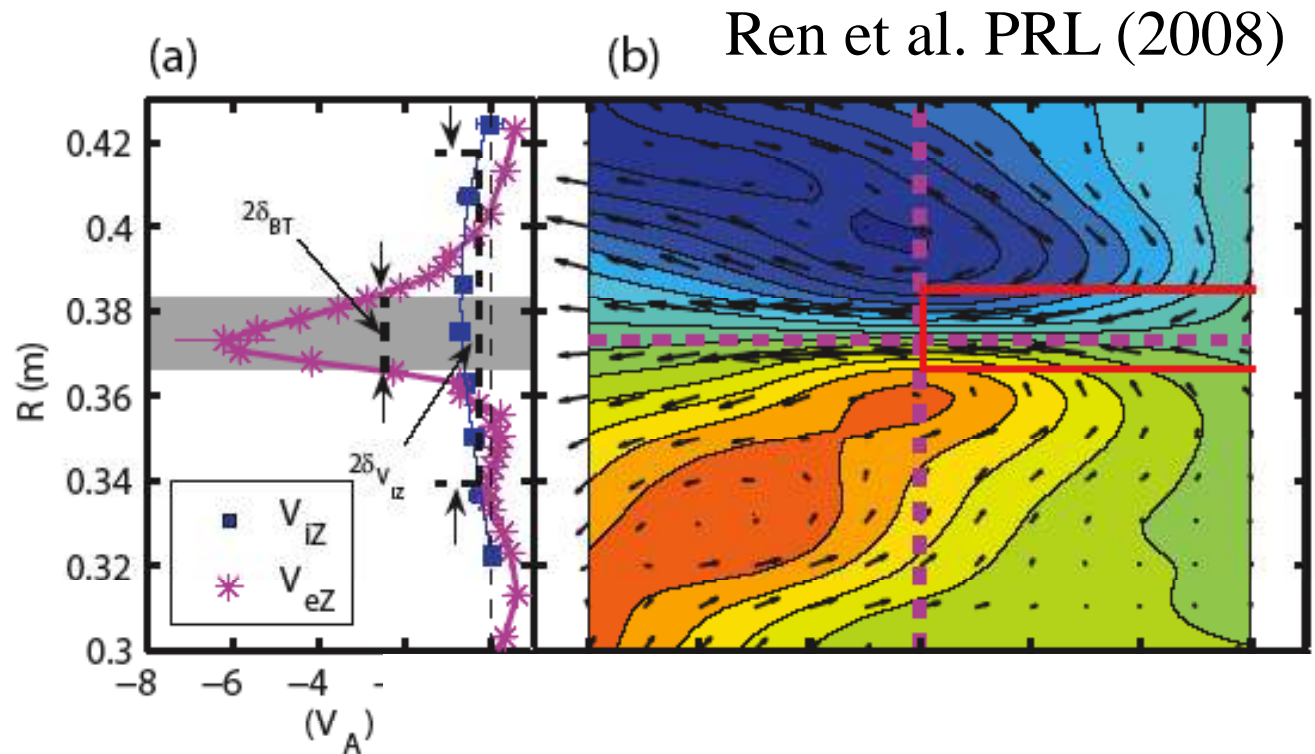 Ren et al. PRL (2008)
(a)
(b)
R (m)
0.42
0.4
0.38
0.36
0.34
0.32
0.3
2δBT
2δViz
ViZ
VeZ
−8 −6 −4 -
(VA)